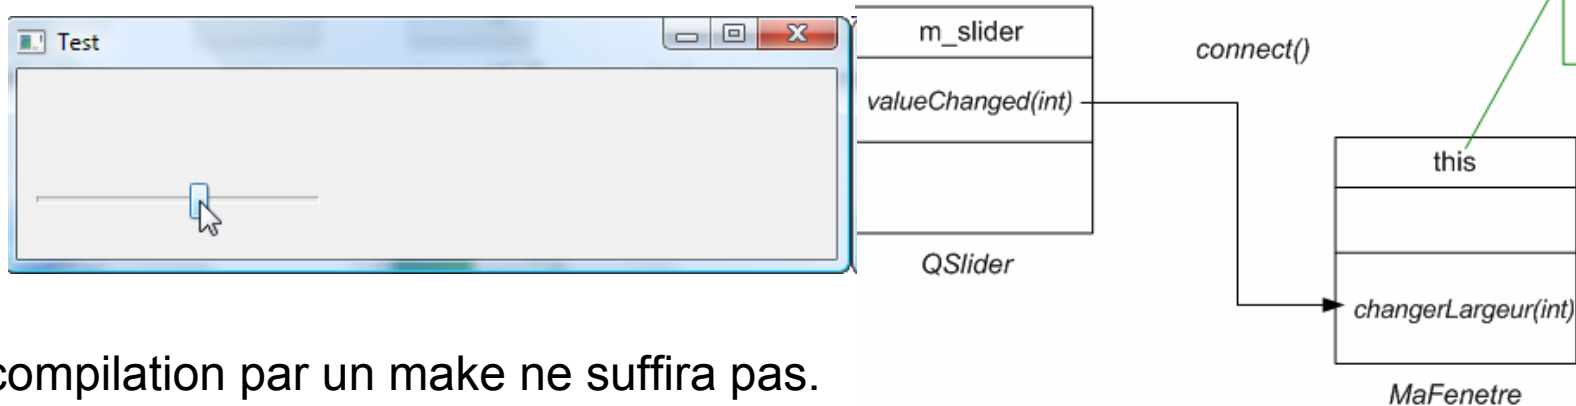 Test
m_slider
connect()
valueChanged(int)
this
QSlider
changerLargeur(int)
compilation par un make ne suffira pas.
MaFenetre